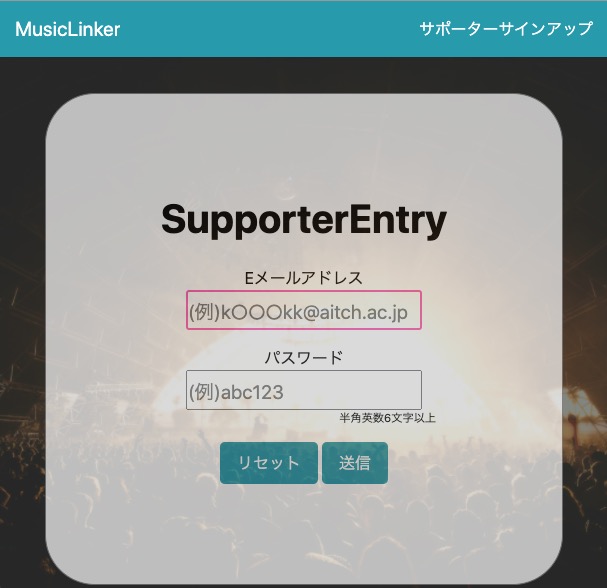 MusicLinker サポーターサインアップ
SupporterEntry
Eメールアドレス
(例)k〇〇〇kk@aitch.ac.jp
パスワード
(例)abc123
半角英数6文字以上
リセット 送信